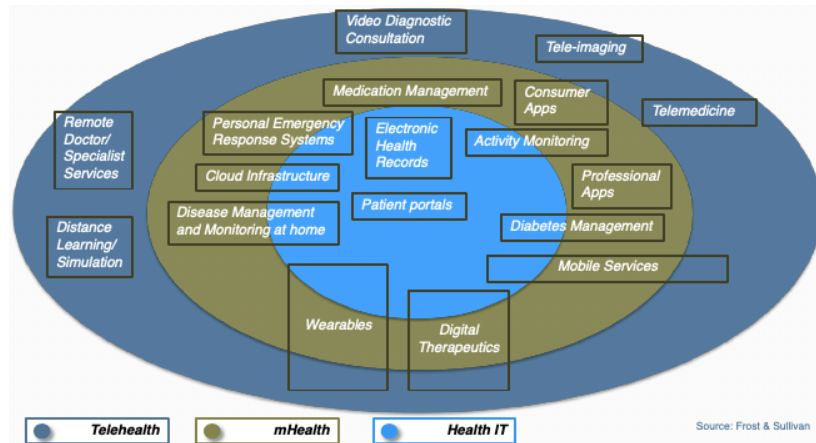 Video Diagnostic
Consultation
Tele-imaging
Medication Management
Consumer
Apps
Telemedicine
Remote
Doctor/
Specialist
Services
Personal Emergency
Response Systems
Electronic
Health
Records
Activity Monitoring
Cloud Infrastructure
Professional
Apps
Patient portals
Disease Management
and Monitoring at home
Diabetes Management
Distance
Learning/
Simulation
Mobile Services
Wearables
Digital
Therapeutics
Telehealth
mHealth
Health IT
Source: Frost & Sullivan